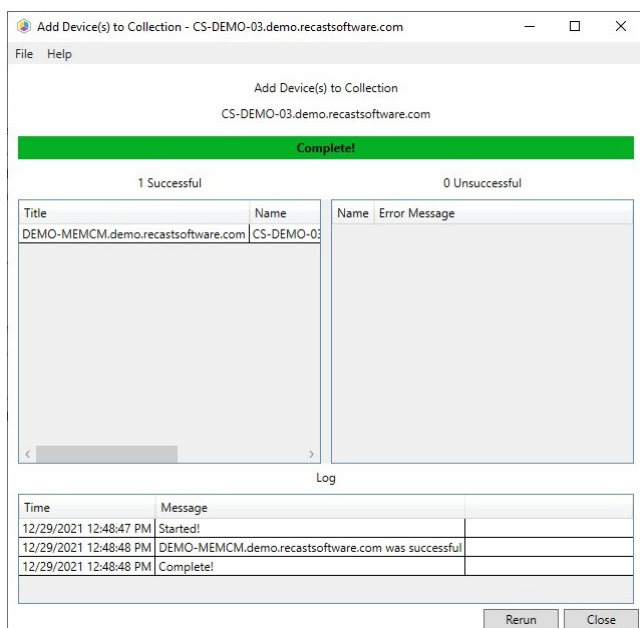 Add Device(s) to Collection - CS-DEMO-03.demo.recastsoftware.com
File Help
Add Device(s) to Collection
CS-DEMO-03.demo.recastsoftware.com
Complete!
1 Successful 0 Unsuccessful
Title Name Name Error Message
DEMO-MEMCM.demo.recastsoftware.com CS-DEMO-03
Log
Time Message
12/29/2021 12:48:47 PM Started!
12/29/2021 12:48:48 PM DEMO-MEMCM.demo.recastsoftware.com was successful
12/29/2021 12:48:48 PM Complete!
Rerun Close